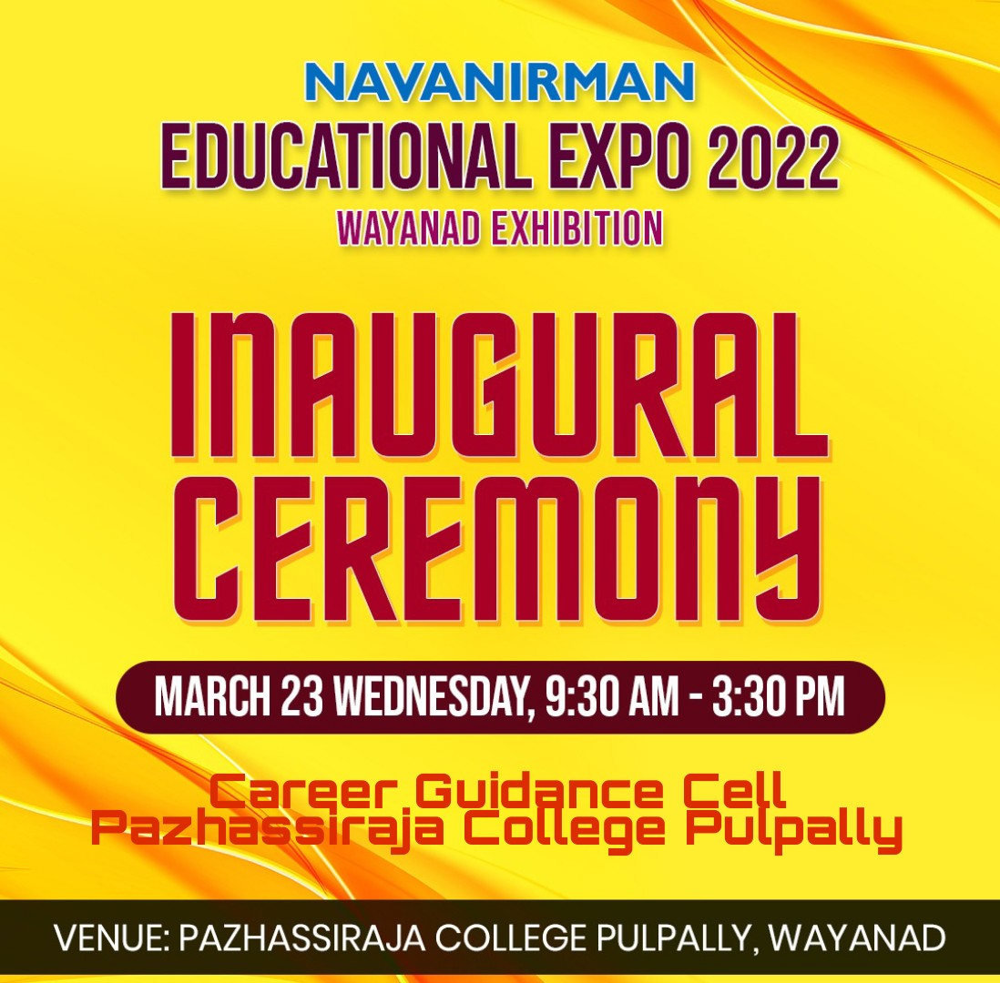 NAVANIRMAN
EDUCATIONAL EXPO 2022
WAYANAD EXHIBITION
INAUGURAL
CEREMONY
MARCH 23 WEDNESDAY, 9:30 AM - 3:30 PM
Career Guidance Cell
Pazhassiraja College Pulpally
VENUE: PAZHASSIRAJA COLLEGE PULPALLY, WAYANAD